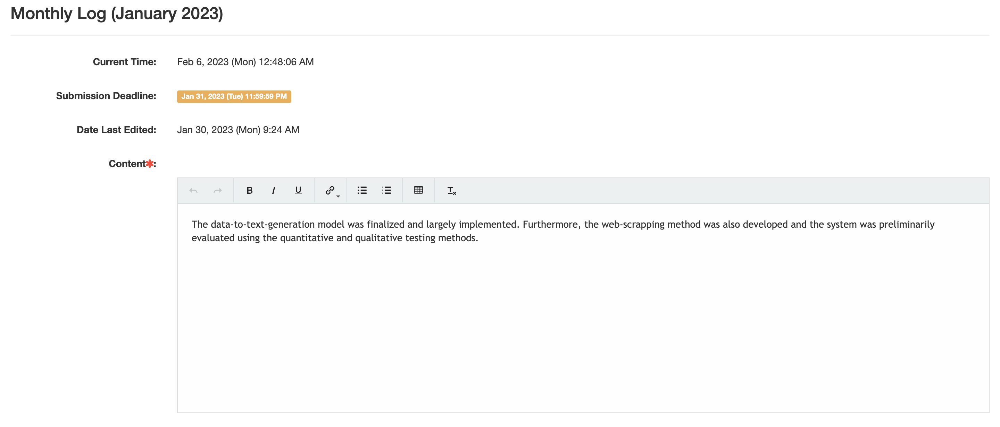 Monthly Log (January 2023)
Current Time: Feb 6, 2023 (Mon) 12:48:06 AM
Submission Deadline: Jan 31, 2023 (Tue) 11:59:59 PM
Date Last Edited: Jan 30, 2023 (Mon) 9:24 AM
Content✱:
B I U Tx
The data-to-text-generation model was finalized and largely implemented. Furthermore, the web-scrapping method was also developed and the system was preliminarily
evaluated using the quantitative and qualitative testing methods.